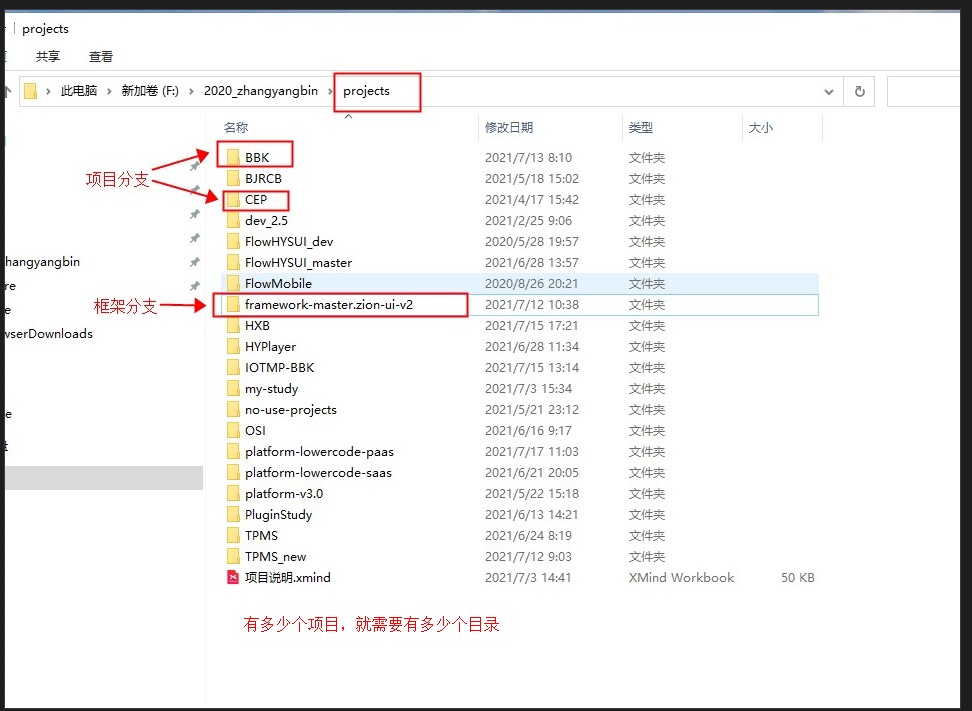 projects
共享 查看
此电脑 新加卷 (F:) 2020_zhangyangbin projects
名称 修改日期 类型 大小
BBK 2021/7/13 8:10 文件夹
项目分支
BJRCB 2021/5/18 15:02 文件夹
CEP 2021/4/17 15:42 文件夹
dev_2.5 2021/2/25 9:06 文件夹
FlowHYSUI_dev 2020/5/28 19:57 文件夹
hangyangbin
FlowHYSUI_master 2021/6/28 13:57 文件夹
re
FlowMobile 2020/8/26 20:21 文件夹
框架分支
e
framework-master.zion-ui-v2 2021/7/12 10:38 文件夹
wserDownloads
HXB 2021/7/15 17:21 文件夹
HYPlayer 2021/6/28 11:34 文件夹
IOTMP-BBK 2021/7/15 13:14 文件夹
my-study 2021/7/3 15:34 文件夹
e
no-use-projects 2021/5/21 23:12 文件夹
OSI 2021/6/16 9:17 文件夹
platform-lowercode-paas 2021/7/17 11:03 文件夹
platform-lowercode-saas 2021/6/21 20:05 文件夹
platform-v3.0 2021/5/22 15:18 文件夹
PluginStudy 2021/6/13 14:21 文件夹
TPMS 2021/6/24 8:19 文件夹
TPMS_new 2021/7/12 9:03 文件夹
项目说明.xmind 2021/7/3 14:41 XMind Workbook 50 KB
有多少个项目，就需要有多少个目录